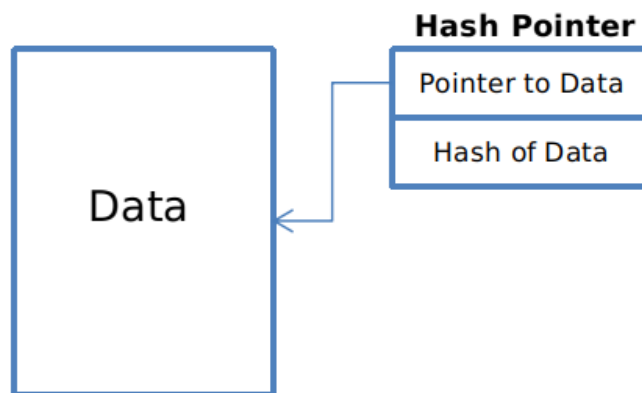 Hash Pointer
Pointer to Data
Hash of Data
Data